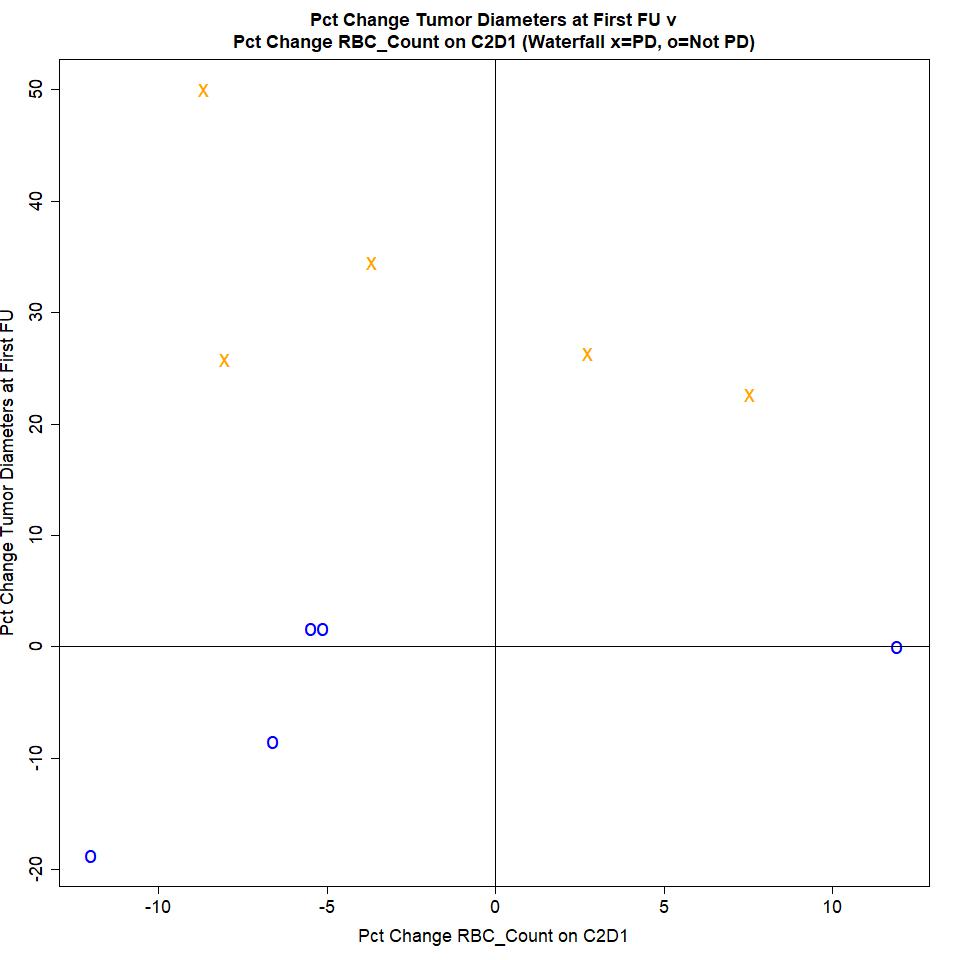 Pct Change Tumor Diameters at First FU v
Pct Change RBC_Count on C2D1 (Waterfall x=PD, o=Not PD)
Pct Change Tumor Diameters at First FU
50
40
30
20
10
0
-10
-20
X
X
X
X
X
O
O
O
O
O
-10
-5
0
5
10
Pct Change RBC_Count on C2D1